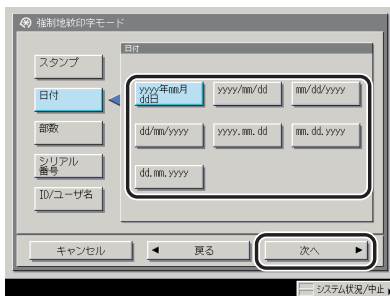 強制地紋印字モード
日付
スタンプ
日付
部数
シリアル
番号
ID/ユーザ名
yyyy年mm月
dd日
yyyy/mm/dd
mm/dd/yyyy
dd/mm/yyyy
yyyy.mm.dd
mm.dd.yyyy
dd.mm.yyyy
キャンセル
戻る
次へ
システム状況/中止